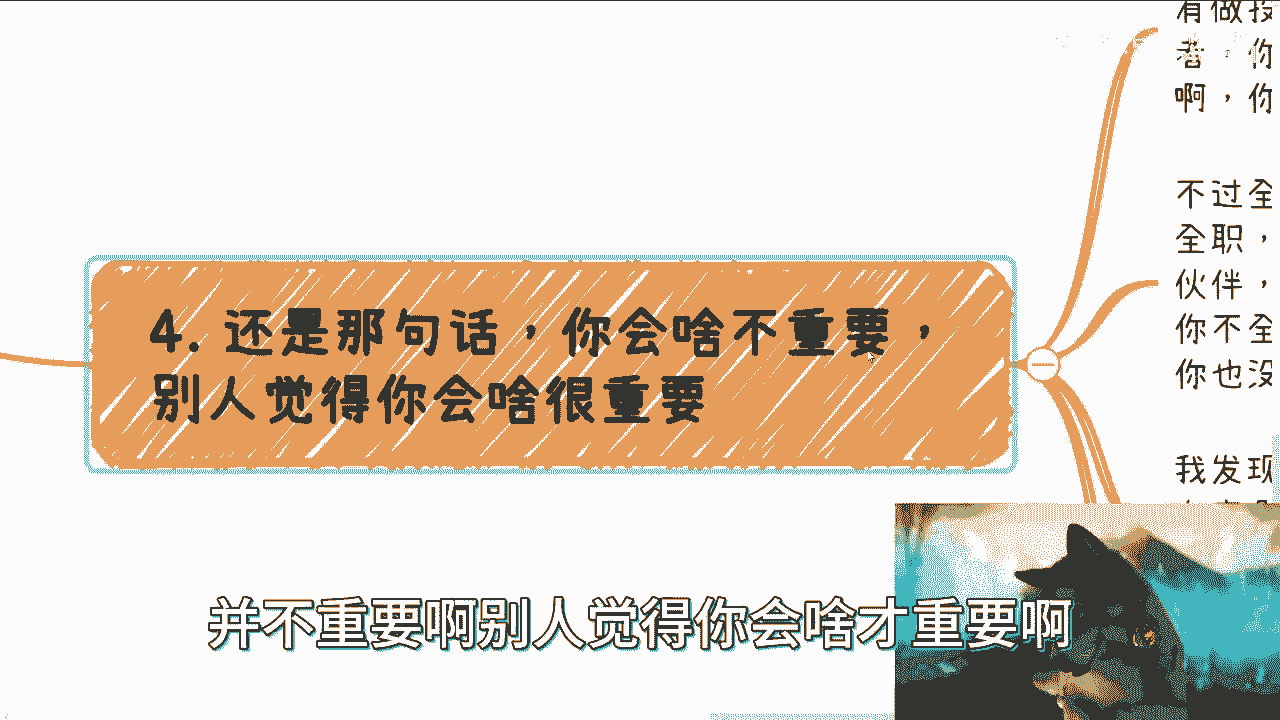 有做投
者，你
啊，你
不过全
全职，
伙伴，
你不全
你也没
4. 还是那句话，你会啥不重要，
别人觉得你会啥很重要
我发现
并不重要啊别人觉得你会啥才重要啊